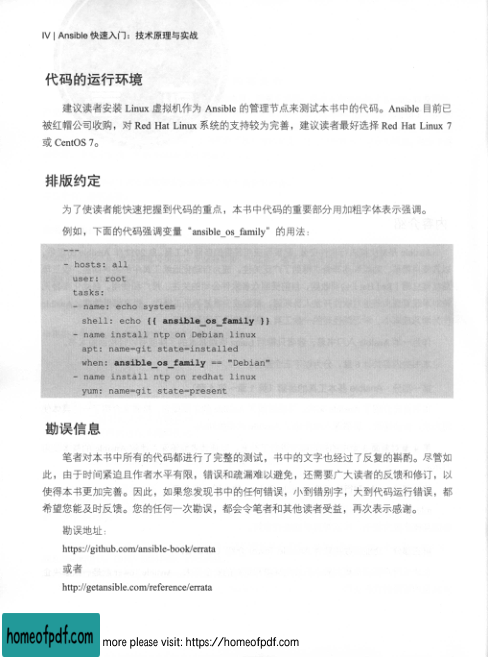 IV | Ansible 快速入门：技术原理与实战
代码的运行环境
建议读者安装 Linux 虚拟机作为 Ansible 的管理节点来测试本书中的代码。Ansible 目前已
被红帽公司收购，对 Red Hat Linux 系统的支持较为完善，建议读者最好选择 Red Hat Linux 7
或 CentOS 7。
排版约定
为了使读者能快速把握到代码的重点，本书中代码的重要部分用加粗字体表示强调。
例如，下面的代码强调变量 "ansible_os_family" 的用法：
---
- hosts: all
user: root
tasks:
- name: echo system
shell: echo {{ ansible_os_family }}
- name install ntp on Debian linux
apt: name=git state=installed
when: ansible_os_family == "Debian"
- name install ntp on redhat linux
yum: name=git state=present
勘误信息
笔者对本书中所有的代码都进行了完整的测试，书中的文字也经过了反复的斟酌。尽管如
此，由于时间紧迫且作者水平有限，错误和疏漏难以避免，还需要广大读者的反馈和修订，以
使得本书更加完善。因此，如果您发现书中的任何错误，小到错别字，大到代码运行错误，都
希望您能及时反馈。您的任何一次勘误，都会令笔者和其他读者受益，再次表示感谢。
勘误地址：
https://github.com/ansible-book/errata
或者
http://getansible.com/reference/errata
homeofpdf.com
more please visit: https://homeofpdf.com